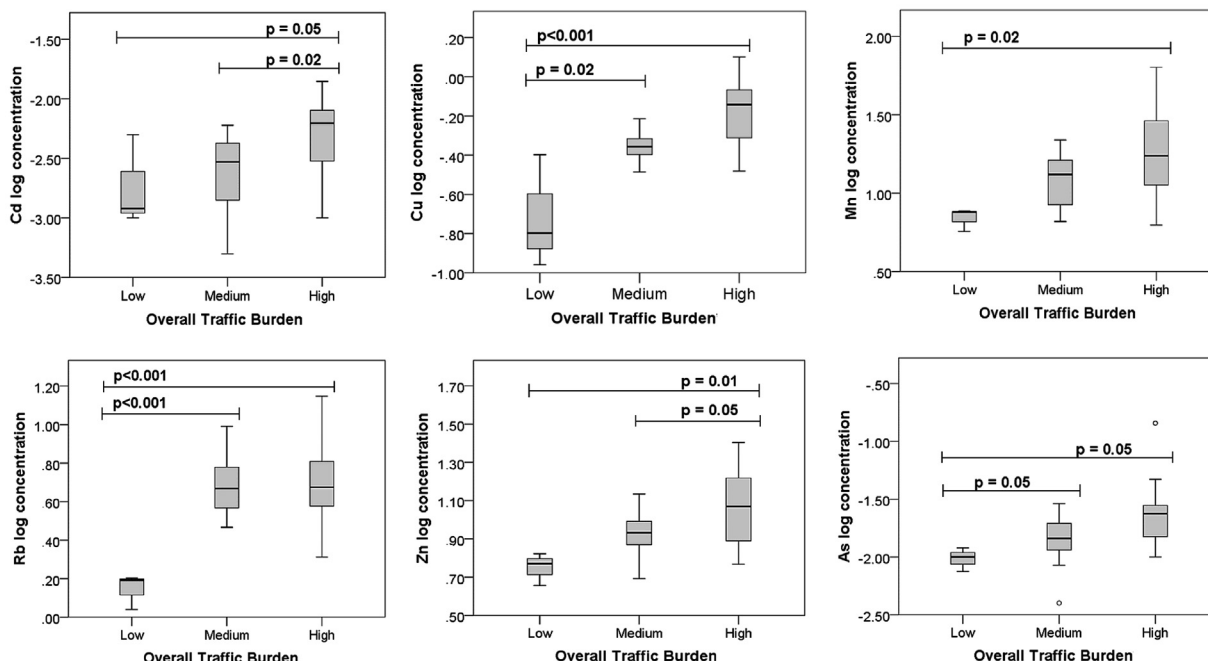 Cd log concentration
-1.50
-2.00
-2.50
-3.00
-3.50
p = 0.05
p = 0.02
Low Medium High
Overall Traffic Burden
Cu log concentration
.20
.00
-.20
-.40
-.60
-.80
-1.00
p<0.001
p = 0.02
Low Medium High
Overall Traffic Burden
Mn log concentration
2.00
1.50
1.00
.50
p = 0.02
Low Medium High
Overall Traffic Burden
Rb log concentration
1.20
1.00
.80
.60
.40
.20
.00
p<0.001
p<0.001
Low Medium High
Overall Traffic Burden
Zn log concentration
1.70
1.50
1.30
1.10
.90
.70
.50
p = 0.01
p = 0.05
Low Medium High
Overall Traffic Burden
As log concentration
-.50
-1.00
-1.50
-2.00
-2.50
p = 0.05
p = 0.05
Low Medium High
Overall Traffic Burden